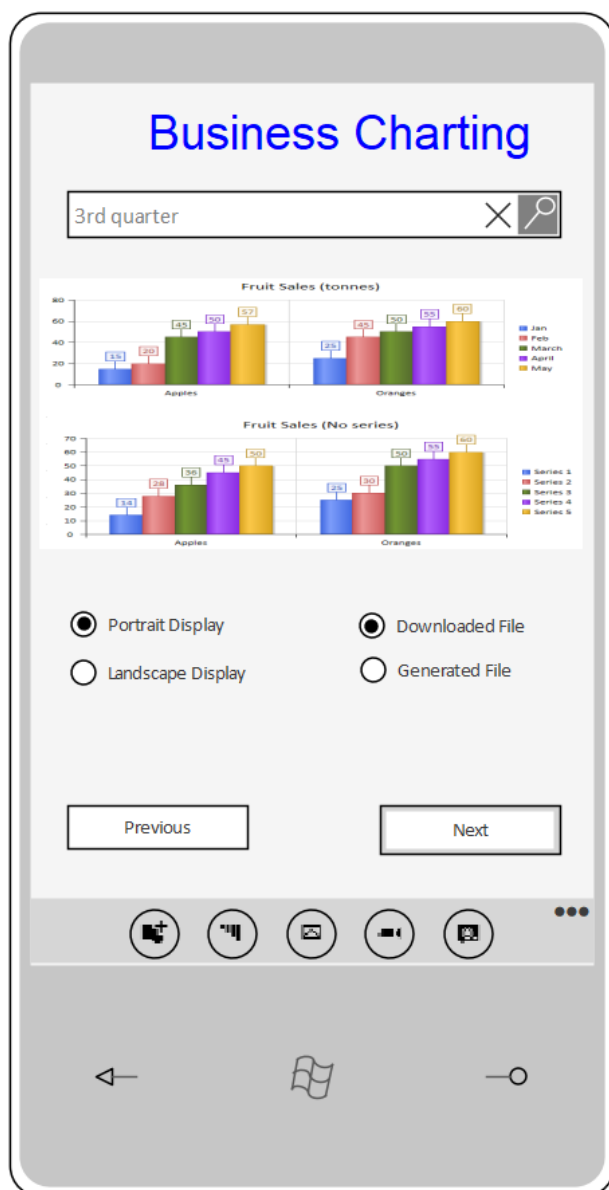 Business Charting
3rd quarter
Fruit Sales (tonnes)
80
60
40
20
0
15
20
45
50
57
25
45
50
55
60
Apples
Oranges
Jan
Feb
March
April
May
Fruit Sales (No series)
70
60
50
40
30
20
10
0
14
28
36
45
50
25
30
50
55
60
Apples
Oranges
Series 1
Series 2
Series 3
Series 4
Series 5
Portrait Display
Downloaded File
Landscape Display
Generated File
Previous
Next